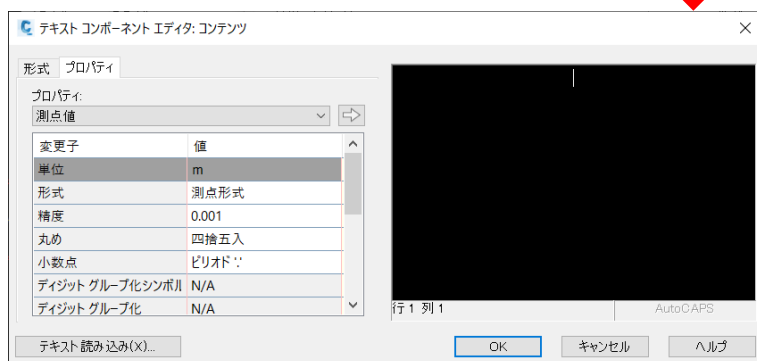 テキスト コンポーネント エディタ: コンテンツ
形式 プロパティ
プロパティ:
測点値
変更子 値
単位 m
形式 測点形式
精度 0.001
丸め 四捨五入
小数点 ピリオド '.'
ディジット グループ化シンボル N/A
ディジット グループ化 N/A
行 1 列 1 AutoCAPS
テキスト読み込み(X)... OK キャンセル ヘルプ